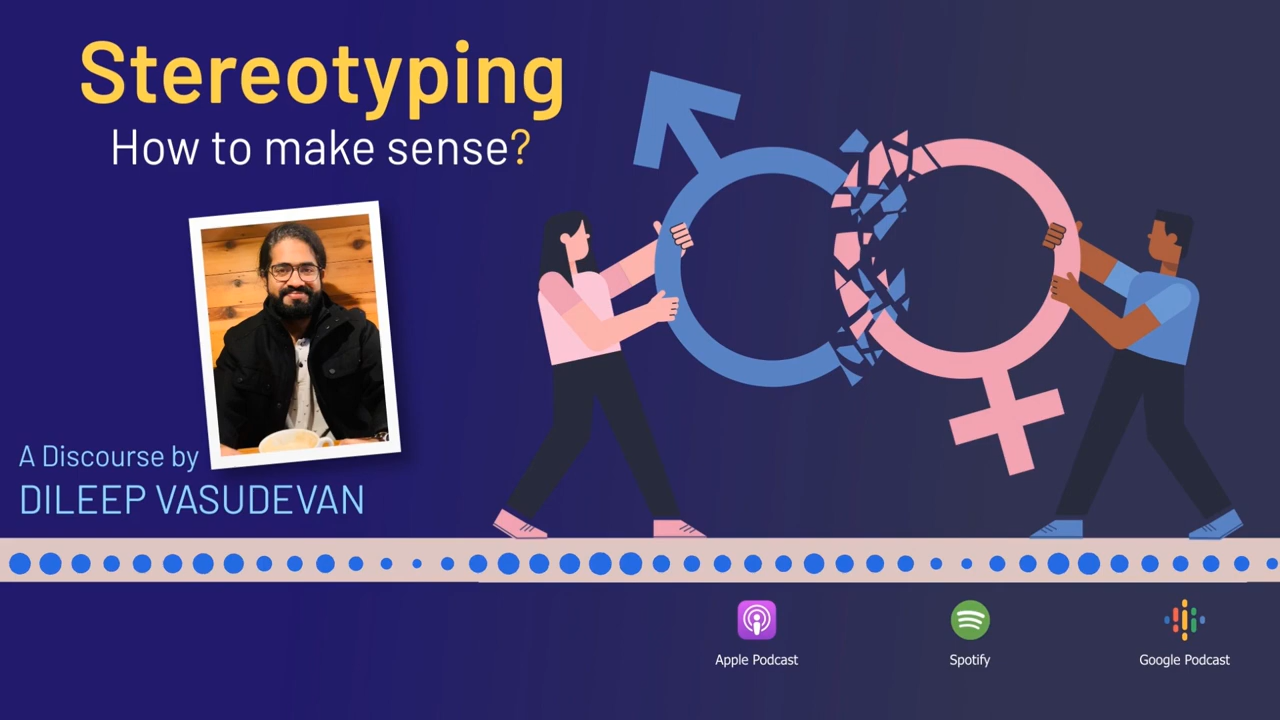 Stereotyping
How to make sense?
A Discourse by
DILEEP VASUDEVAN
Apple Podcast
Spotify
Google Podcast